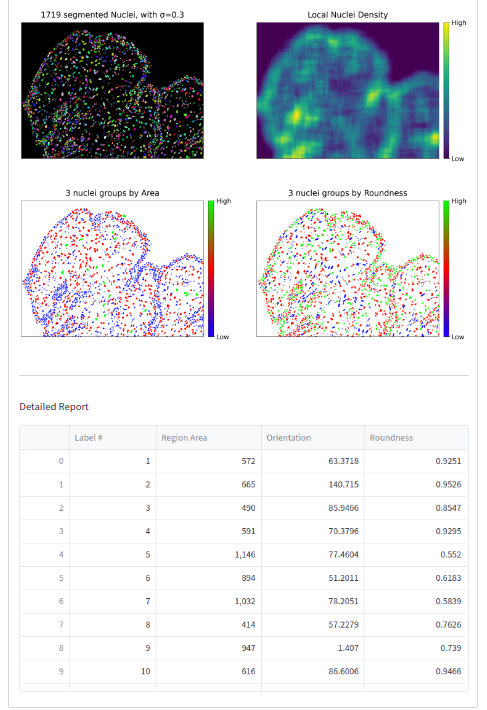 1719 segmented Nuclei, with σ=0.3
Local Nuclei Density
High
Low
3 nuclei groups by Area
High
Low
3 nuclei groups by Roundness
High
Low
Detailed Report
Label # Region Area Orientation Roundness
0 1 572 63.3718 0.9251
1 2 665 140.715 0.9526
2 3 490 85.9466 0.8547
3 4 591 70.3796 0.9295
4 5 1,146 77.4604 0.552
5 6 894 51.2011 0.6183
6 7 1,032 78.2051 0.5839
7 8 414 57.2279 0.7626
8 9 947 1.407 0.739
9 10 616 86.6006 0.9466